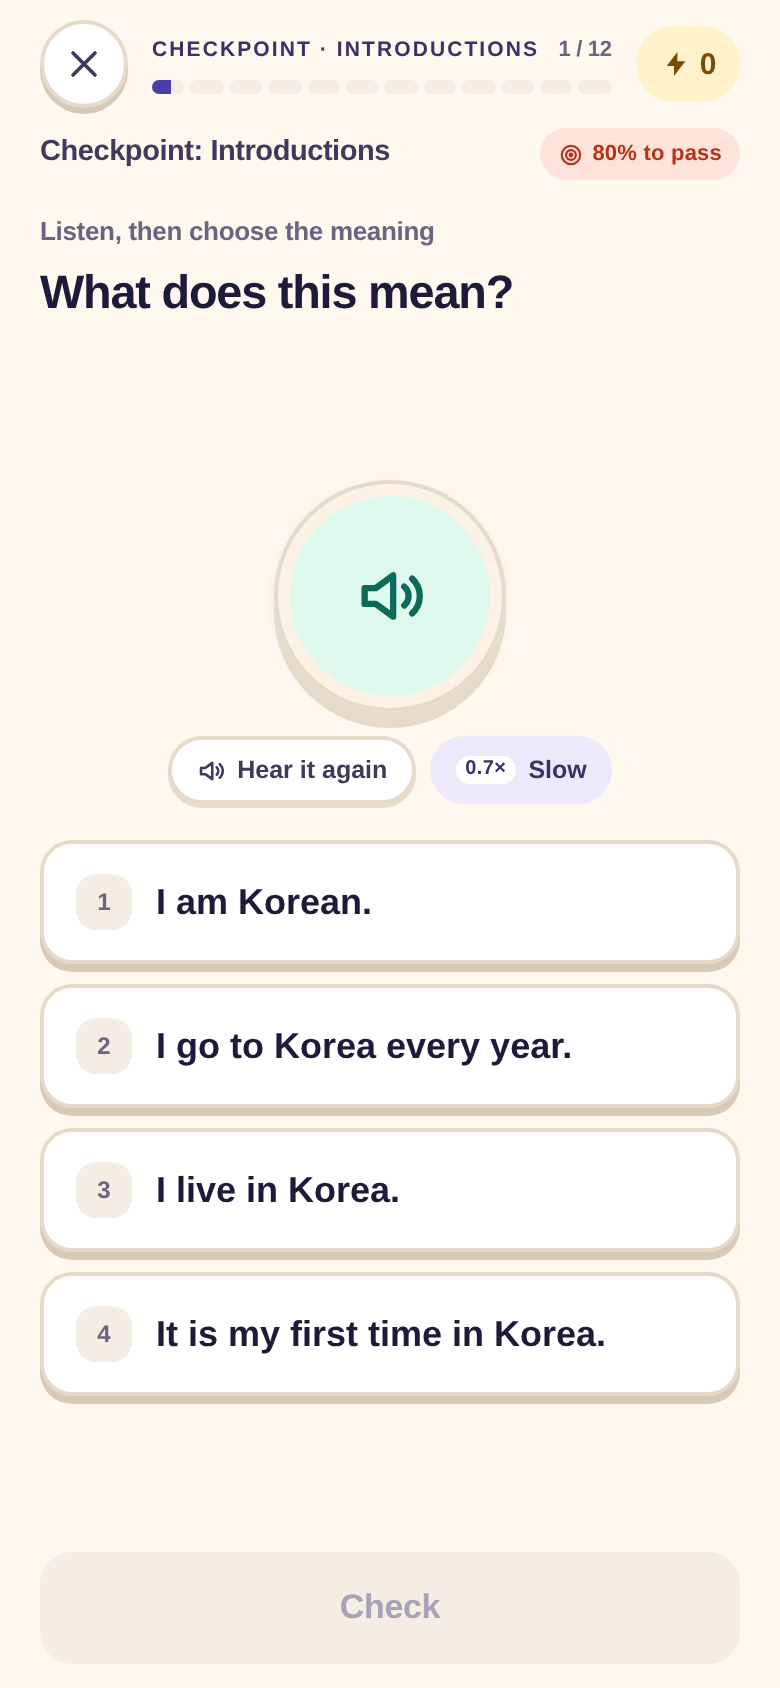 CHECKPOINT · INTRODUCTIONS 1 / 12
0
Checkpoint: Introductions
80% to pass
Listen, then choose the meaning
What does this mean?
Hear it again
0.7× Slow
1 I am Korean.
2 I go to Korea every year.
3 I live in Korea.
4 It is my first time in Korea.
Check